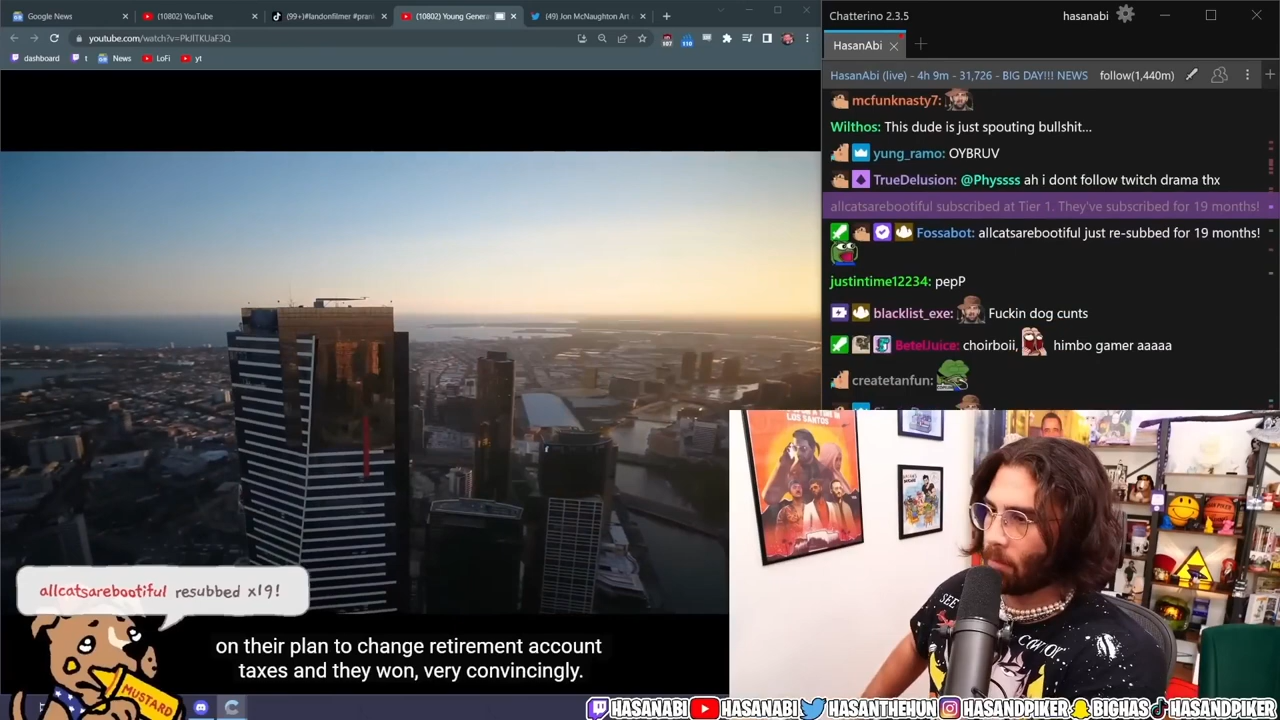 Google News
(10802) YouTube
(99+)#landonfilmer #pran
(10802) Young Genera
(49) Jon McNaughton Art
Chatterino 2.3.5
hasanabi
youtube.com/watch?v=PkJlTKUaF3Q
107
110
HasanAbi
dashboard
t
News
LoFi
yt
HasanAbi (live) - 4h 9m - 31,726 - BIG DAY!!! NEWS
follow(1,440m)
mcfunknasty7:
Wilthos: This dude is just spouting bullshit...
yung_ramo: OYBRUV
TrueDelusion: @Physsss ah i dont follow twitch drama thx
allcatsarebootiful subscribed at Tier 1. They've subscribed for 19 months!
Fossabot: allcatsarebootiful just re-subbed for 19 months!
justintime12234: pepP
blacklist_exe: Fuckin dog cunts
BetelJuice: choirboii, himbo gamer aaaaa
createtanfun:
LOS SANTOS
allcatsarebootiful resubbed x19!
on their plan to change retirement account
taxes and they won, very convincingly.
MUSTARD
HASANABI
HASANABI
HASANTHEHUN
HASANDPIKER
BIGHAS
HASANDPIKER